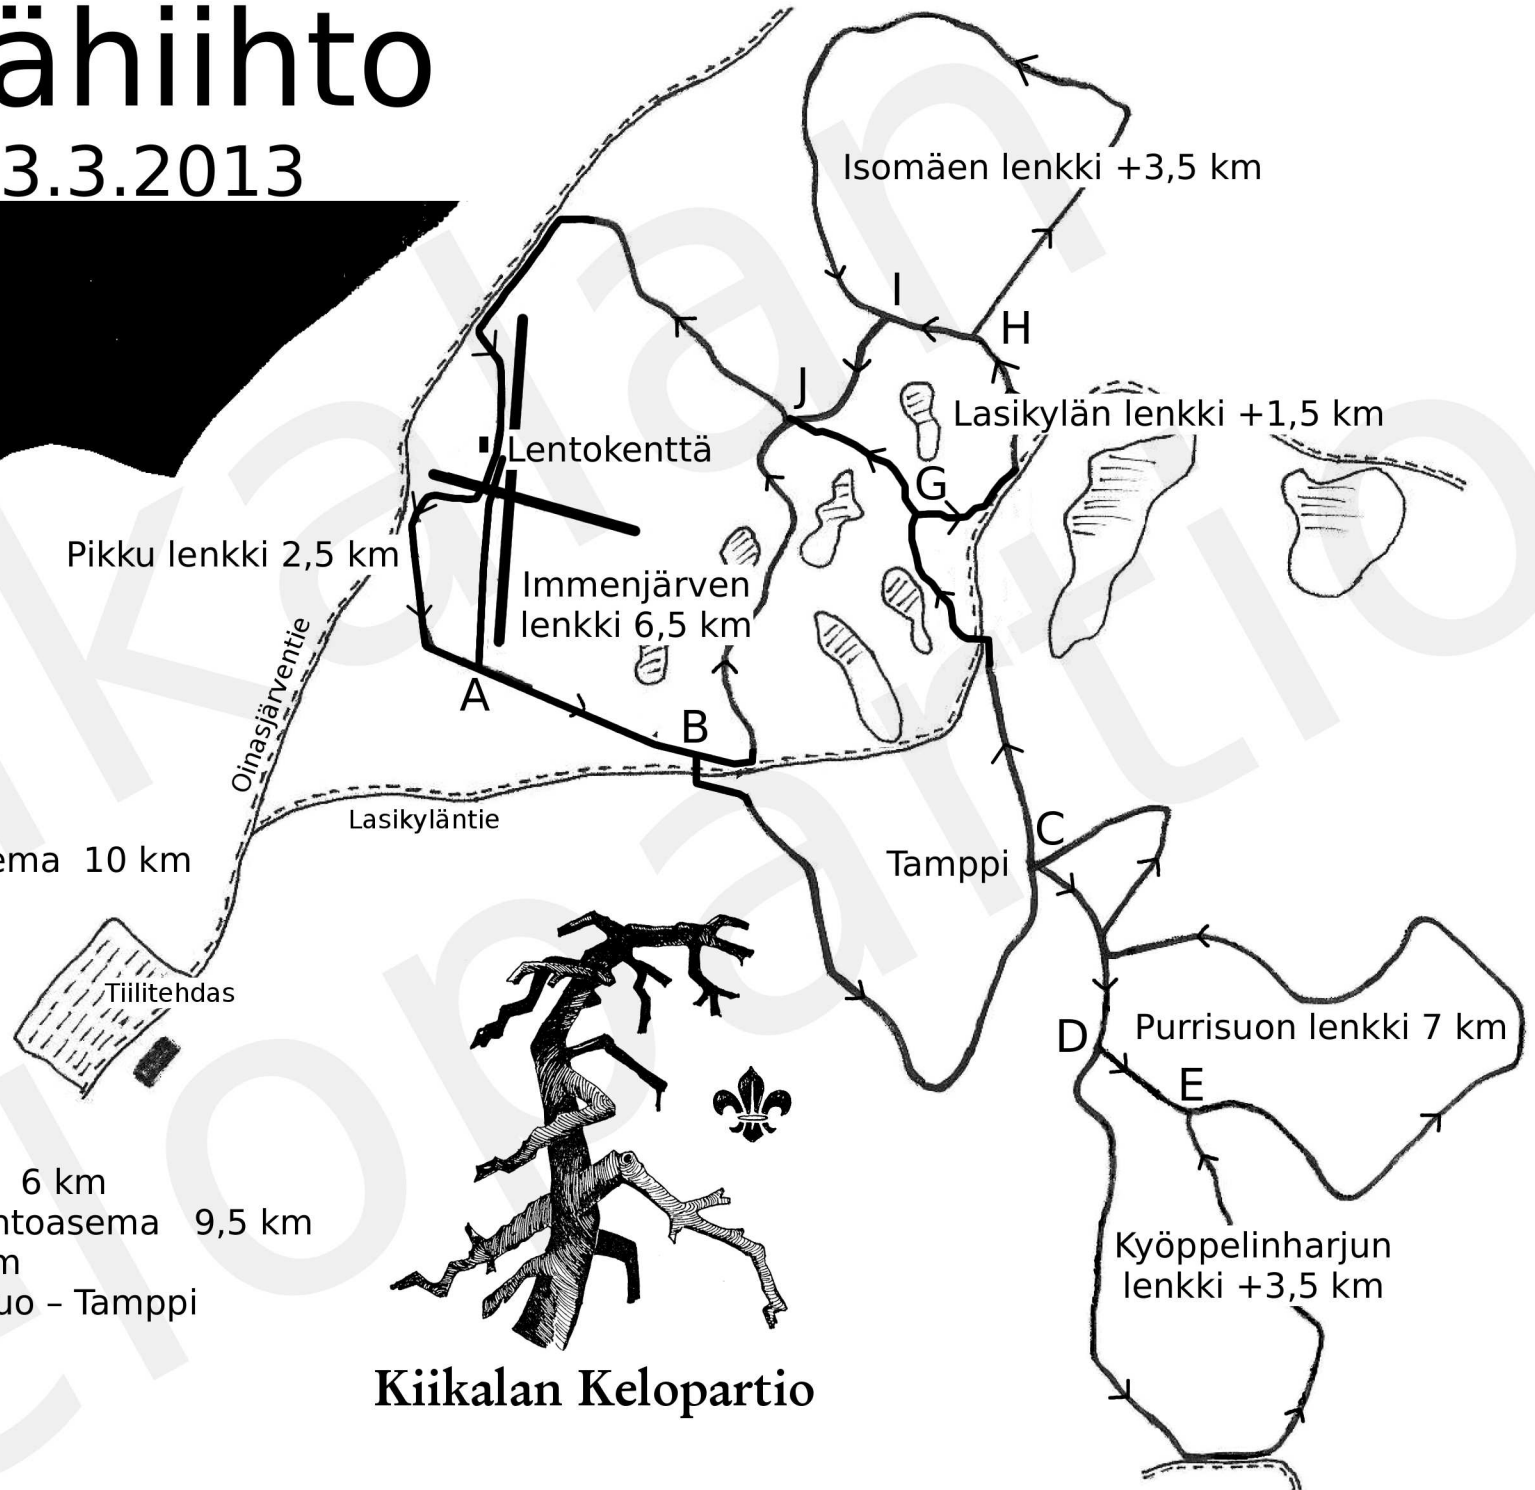 ähiihto
3.3.2013
Isomäen lenkki +3,5 km
I
H
J
Lasikylän lenkki +1,5 km
Lentokenttä
G
Pikku lenkki 2,5 km
Immenjärven
lenkki 6,5 km
Oinasjärventie
A
B
Lasikyläntie
C
ema 10 km
Tamppi
Tiilitehdas
D
Purrisuon lenkki 7 km
E
6 km
ntoasema 9,5 km
m
uo – Tamppi
Kyöppelinharjun
lenkki +3,5 km
Kiikalan Kelopartio